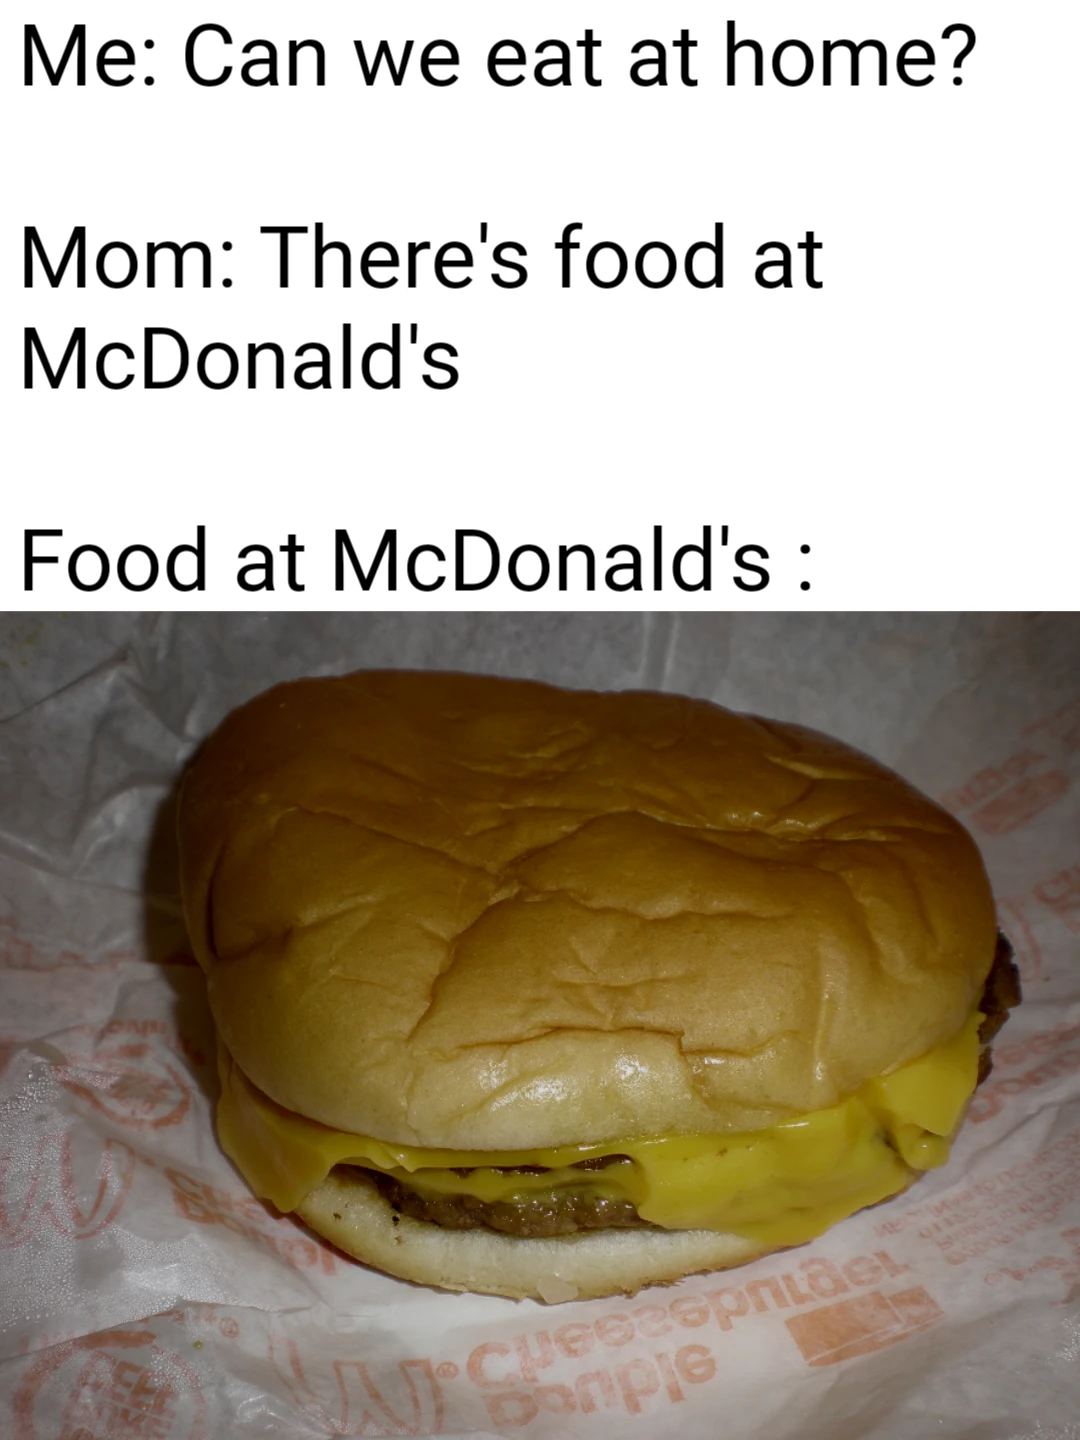 Me: Can we eat at home?
Mom: There's food at
McDonald's
Food at McDonald's :
Cheeseburger
Double